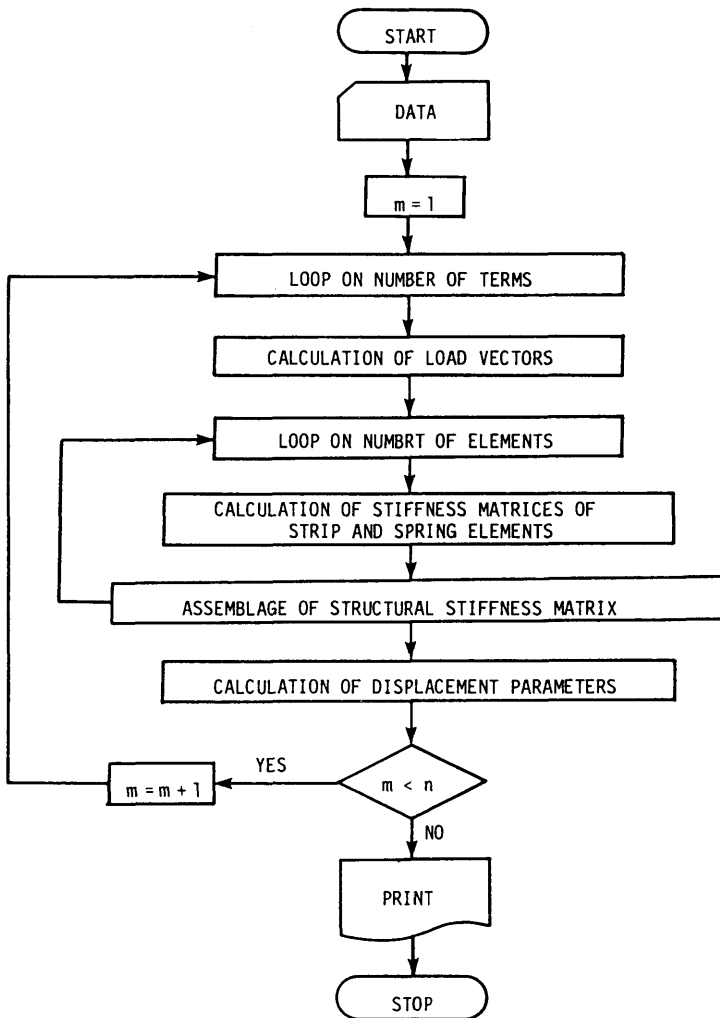 START
DATA
m = 1
LOOP ON NUMBER OF TERMS
CALCULATION OF LOAD VECTORS
LOOP ON NUMBRT OF ELEMENTS
CALCULATION OF STIFFNESS MATRICES OF
STRIP AND SPRING ELEMENTS
ASSEMBLAGE OF STRUCTURAL STIFFNESS MATRIX
CALCULATION OF DISPLACEMENT PARAMETERS
YES
m = m + 1
m < n
NO
PRINT
STOP